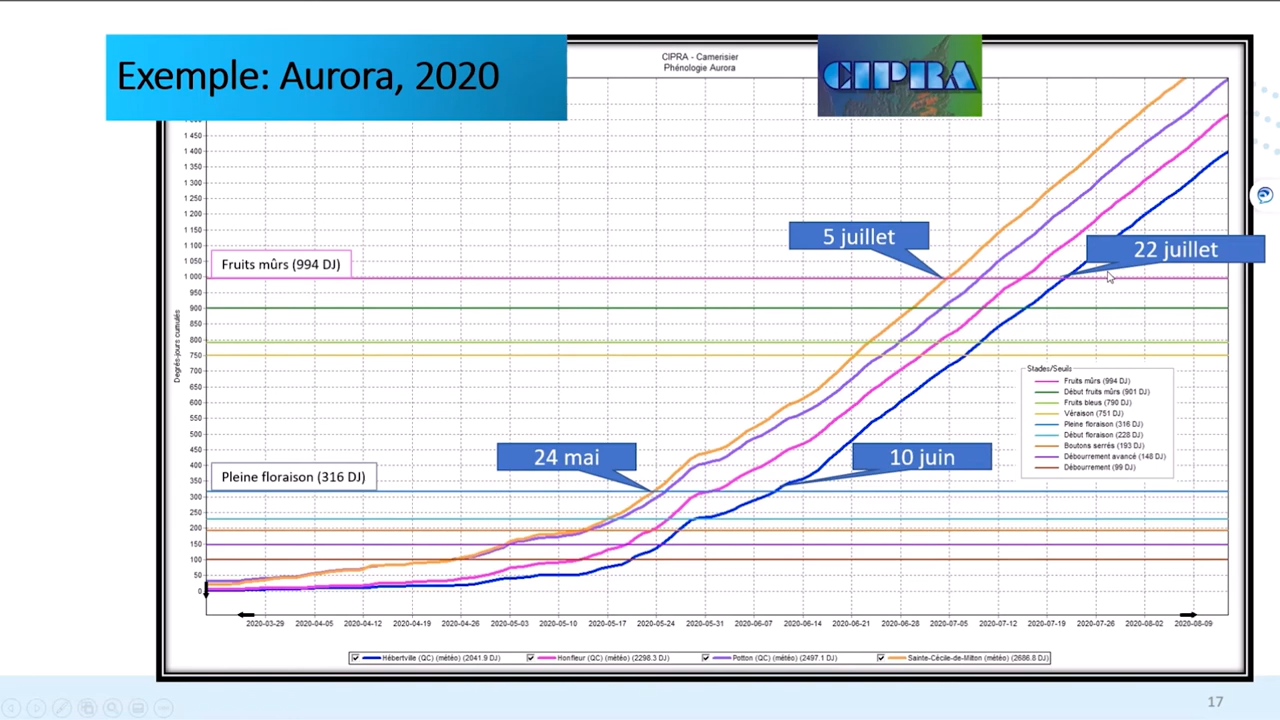 Exemple: Aurora, 2020
CIPRA - Camerisier
Phénologie Aurora
CIPRA
1 450
1 400
1 350
1 300
1 250
1 200
1 150
1 100
1 050
1 000
950
900
850
800
750
700
650
600
550
500
450
400
350
300
250
200
150
100
50
0
Degrés-jours cumulés
5 juillet
22 juillet
Fruits mûrs (994 DJ)
24 mai
10 juin
Pleine floraison (316 DJ)
Stades/Seuils
Fruits mûrs (994 DJ)
Début fruits mûrs (901 DJ)
Fruits bleus (790 DJ)
Véraison (751 DJ)
Pleine floraison (316 DJ)
Début floraison (228 DJ)
Boutons serrés (193 DJ)
Débourrement avancé (148 DJ)
Débourrement (99 DJ)
2020-03-29 2020-04-05 2020-04-12 2020-04-19 2020-04-26 2020-05-03 2020-05-10 2020-05-17 2020-05-24 2020-05-31 2020-06-07 2020-06-14 2020-06-21 2020-06-28 2020-07-05 2020-07-12 2020-07-19 2020-07-26 2020-08-02 2020-08-09
Hébertville (QC) (météo) (2041.9 DJ) Honfleur (QC) (météo) (2298.3 DJ) Potton (QC) (météo) (2497.1 DJ) Sainte-Cécile-de-Milton (météo) (2686.8 DJ)
17